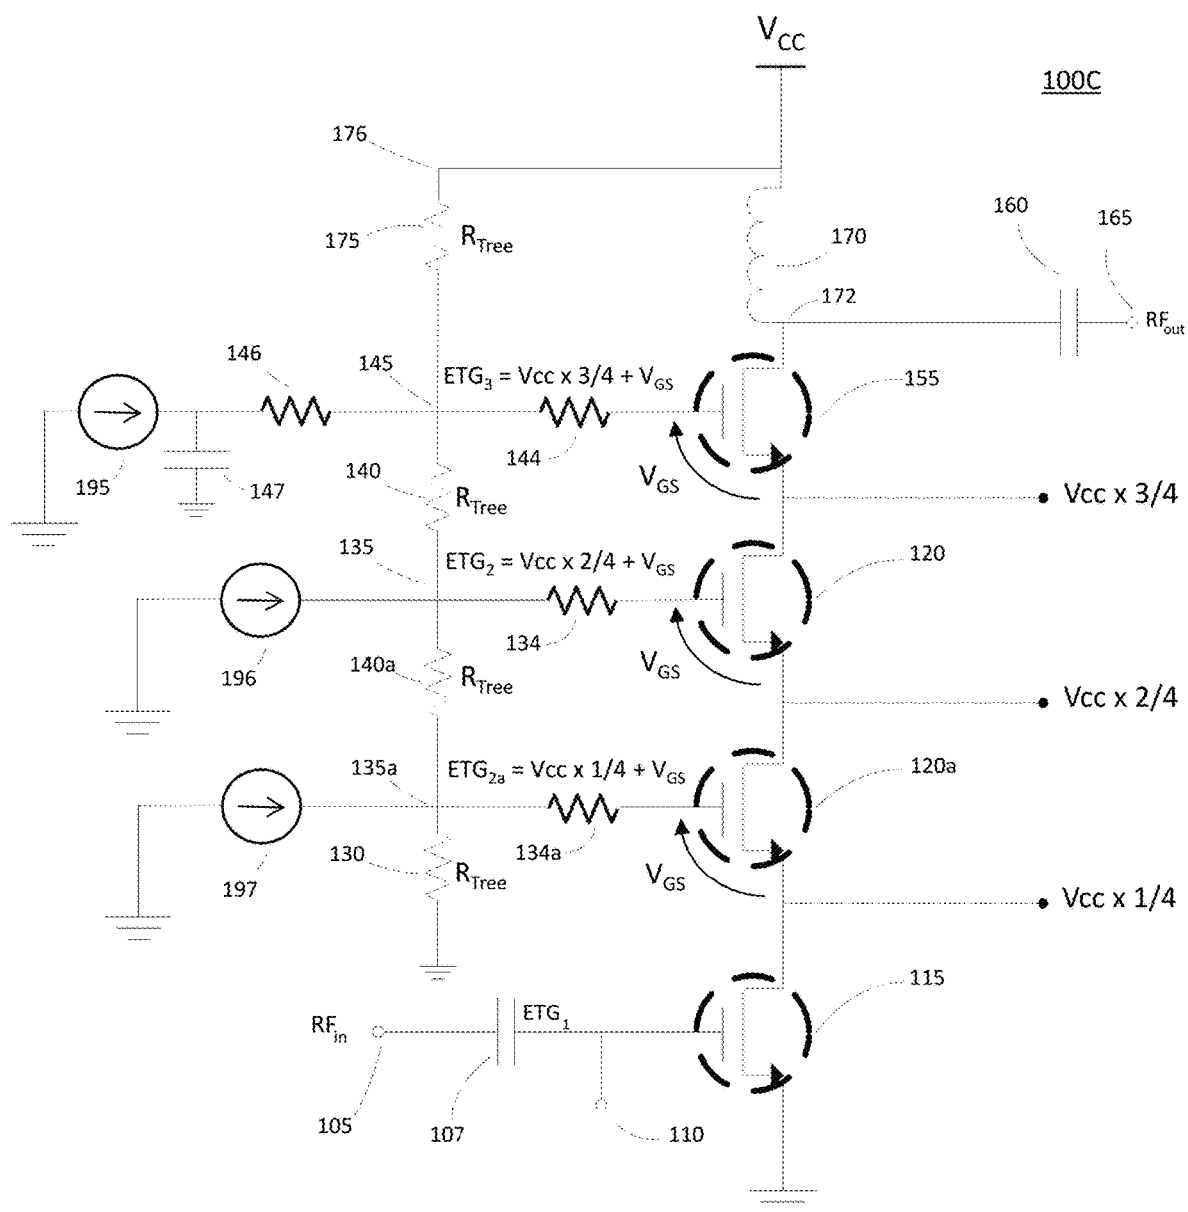 V_CC
100C
176
160
165
175
R_Tree
170
172
RF_out
146
145
ETG_3 = Vcc x 3/4 + V_GS
155
195
147
140
144
V_GS
R_Tree
Vcc x 3/4
135
ETG_2 = Vcc x 2/4 + V_GS
120
196
134
140a
R_Tree
V_GS
Vcc x 2/4
135a
ETG_2a = Vcc x 1/4 + V_GS
120a
197
130
R_Tree
134a
V_GS
Vcc x 1/4
115
RF_in
ETG_1
105
107
110